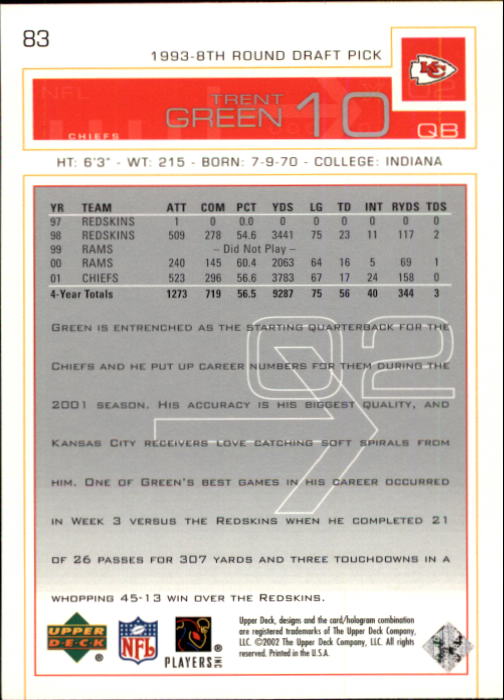 83
1993-8TH ROUND DRAFT PICK
NFL
TRENT
GREEN 10
CHIEFS
QB
HT: 6'3" - WT: 215 - BORN: 7-9-70 - COLLEGE: INDIANA
YR TEAM ATT COM PCT YDS LG TD INT RYDS TDS
97 REDSKINS 1 0 0.0 0 0 0 0 0 0
98 REDSKINS 509 278 54.6 3441 75 23 11 117 2
99 RAMS – Did Not Play –
00 RAMS 240 145 60.4 2063 64 16 5 69 1
01 CHIEFS 523 296 56.6 3783 67 17 24 158 0
4-Year Totals 1273 719 56.5 9287 75 56 40 344 3
02
GREEN IS ENTRENCHED AS THE STARTING QUARTERBACK FOR THE
CHIEFS AND HE PUT UP CAREER NUMBERS FOR THEM DURING THE
2001 SEASON. HIS ACCURACY IS HIS BIGGEST QUALITY, AND
KANSAS CITY RECEIVERS LOVE CATCHING SOFT SPIRALS FROM
HIM. ONE OF GREEN'S BEST GAMES IN HIS CAREER OCCURRED
IN WEEK 3 VERSUS THE REDSKINS WHEN HE COMPLETED 21
OF 26 PASSES FOR 307 YARDS AND THREE TOUCHDOWNS IN A
WHOPPING 45-13 WIN OVER THE REDSKINS.
UPPER DECK ®
NFL ®
PLAYERS INC ®
Upper Deck, designs and the card/hologram combination
are registered trademarks of The Upper Deck Company,
LLC. ©2002 The Upper Deck Company, LLC. All rights
reserved. Printed in the U.S.A.